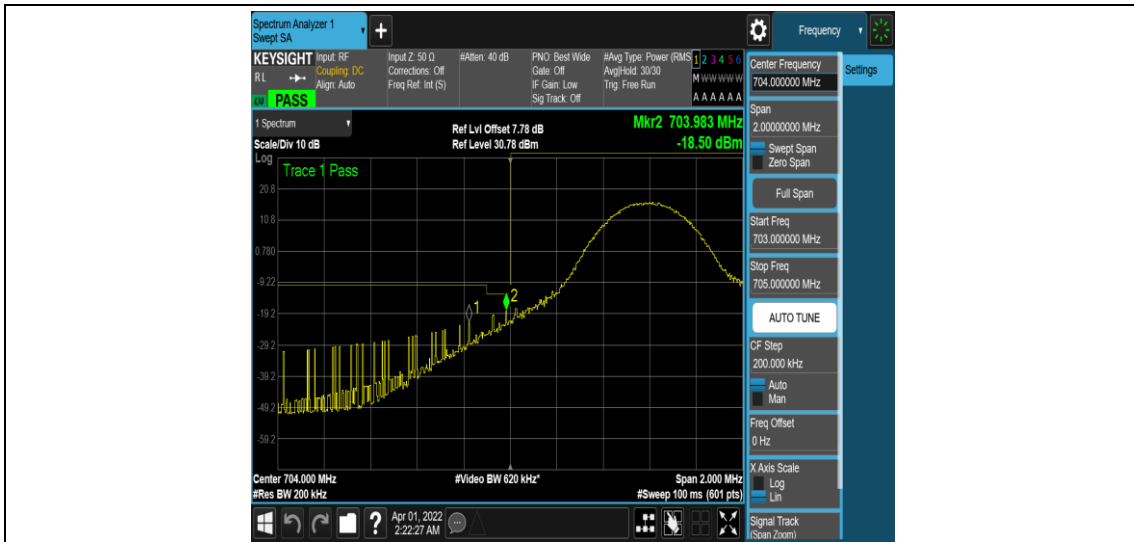 Spectrum Analyzer 1
Swept SA
+
Frequency
KEYSIGHT
RL
LXI
PASS
Input: RF
Coupling: DC
Align: Auto
Input Z: 50 Ω
Corrections: Off
Freq Ref: Int (S)
#Atten: 40 dB
PNO: Best Wide
Gate: Off
IF Gain: Low
Sig Track: Off
#Avg Type: Power (RMS
Avg|Hold: 30/30
Trig: Free Run
1 2 3 4 5 6
M W W W W W
A A A A A A
1 Spectrum
Scale/Div 10 dB
Ref Lvl Offset 7.78 dB
Ref Level 30.78 dBm
Mkr2 703.983 MHz
-18.50 dBm
Log
Trace 1 Pass
20.8
10.8
0.780
-9.22
-19.2
-29.2
-39.2
-49.2
-59.2
1
2
Center 704.000 MHz
#Res BW 200 kHz
#Video BW 620 kHz*
Span 2.000 MHz
#Sweep 100 ms (601 pts)
Center Frequency
704.000000 MHz
Settings
Span
2.00000000 MHz
Swept Span
Zero Span
Full Span
Start Freq
703.000000 MHz
Stop Freq
705.000000 MHz
AUTO TUNE
CF Step
200.000 kHz
Auto
Man
Freq Offset
0 Hz
X Axis Scale
Log
Lin
Signal Track
(Span Zoom)
?
Apr 01, 2022
2:22:27 AM